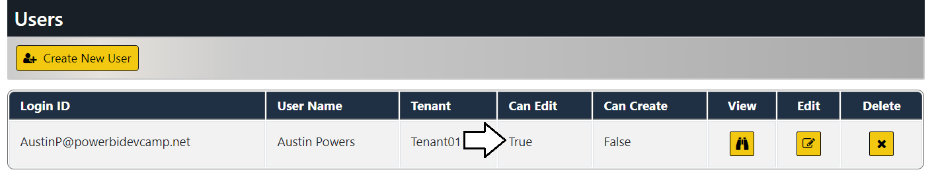 Users
Create New User
Login ID User Name Tenant Can Edit Can Create View Edit Delete
AustinP@powerbidevcamp.net Austin Powers Tenant01 True False